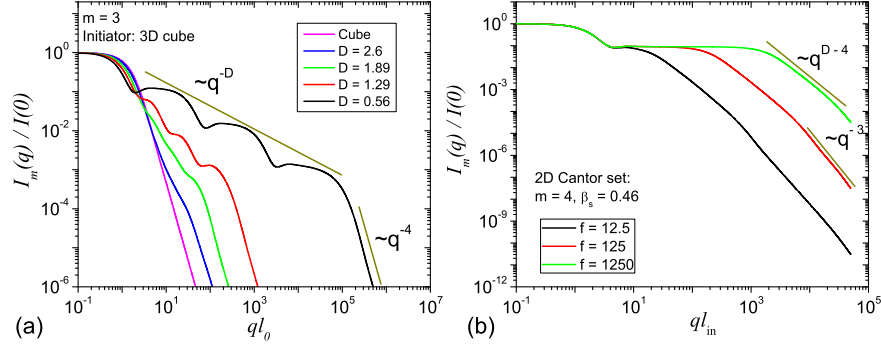 m = 3
Initiator: 3D cube
Cube
D = 2.6
D = 1.89
D = 1.29
D = 0.56
~q^-D
~q^-4
I_m(q) / I(0)
10^0
10^-2
10^-4
10^-6
10^-1
10^1
10^3
10^5
10^7
ql_0
(a)
~q^D-4
~q^-3
2D Cantor set:
m = 4, β_s = 0.46
f = 12.5
f = 125
f = 1250
I_m(q) / I(0)
10^0
10^-3
10^-6
10^-9
10^-12
10^-1
10^1
10^3
10^5
ql_in
(b)